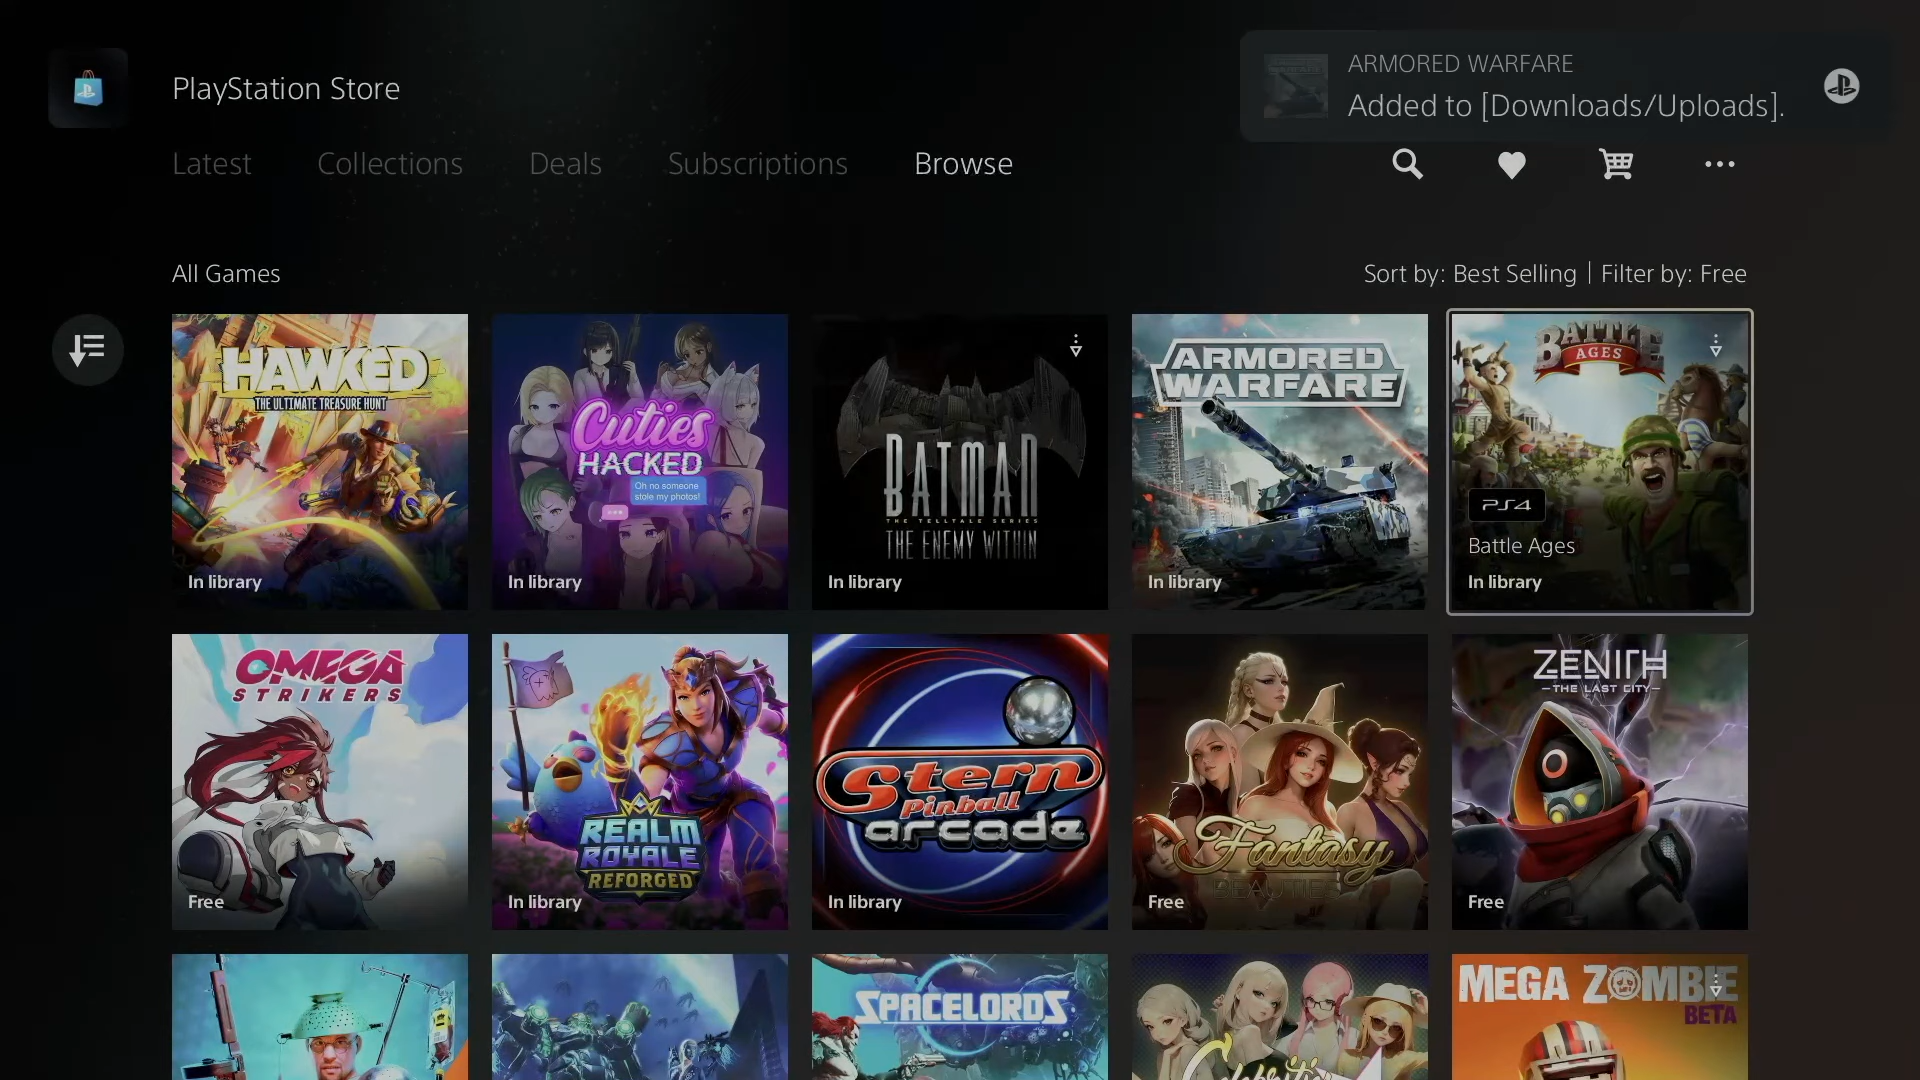 PlayStation Store
ARMORED WARFARE
Added to [Downloads/Uploads].
Latest
Collections
Deals
Subscriptions
Browse
All Games
Sort by: Best Selling | Filter by: Free
HAWKED
THE ULTIMATE TREASURE HUNT
In library
Cuties
HACKED
Oh no someone
stole my photos!
In library
BATMAN
THE TELLTALE SERIES
THE ENEMY WITHIN
In library
ARMORED
WARFARE
In library
BATTLE
AGES
PS4
Battle Ages
In library
OMEGA
STRIKERS
Free
REALM
ROYALE
REFORGED
In library
Stern
Pinball
arcade
In library
Fantasy
BEAUTIES
Free
ZENITH
THE LAST CITY
Free
SPACELORDS
MEGA ZOMBIE
BETA